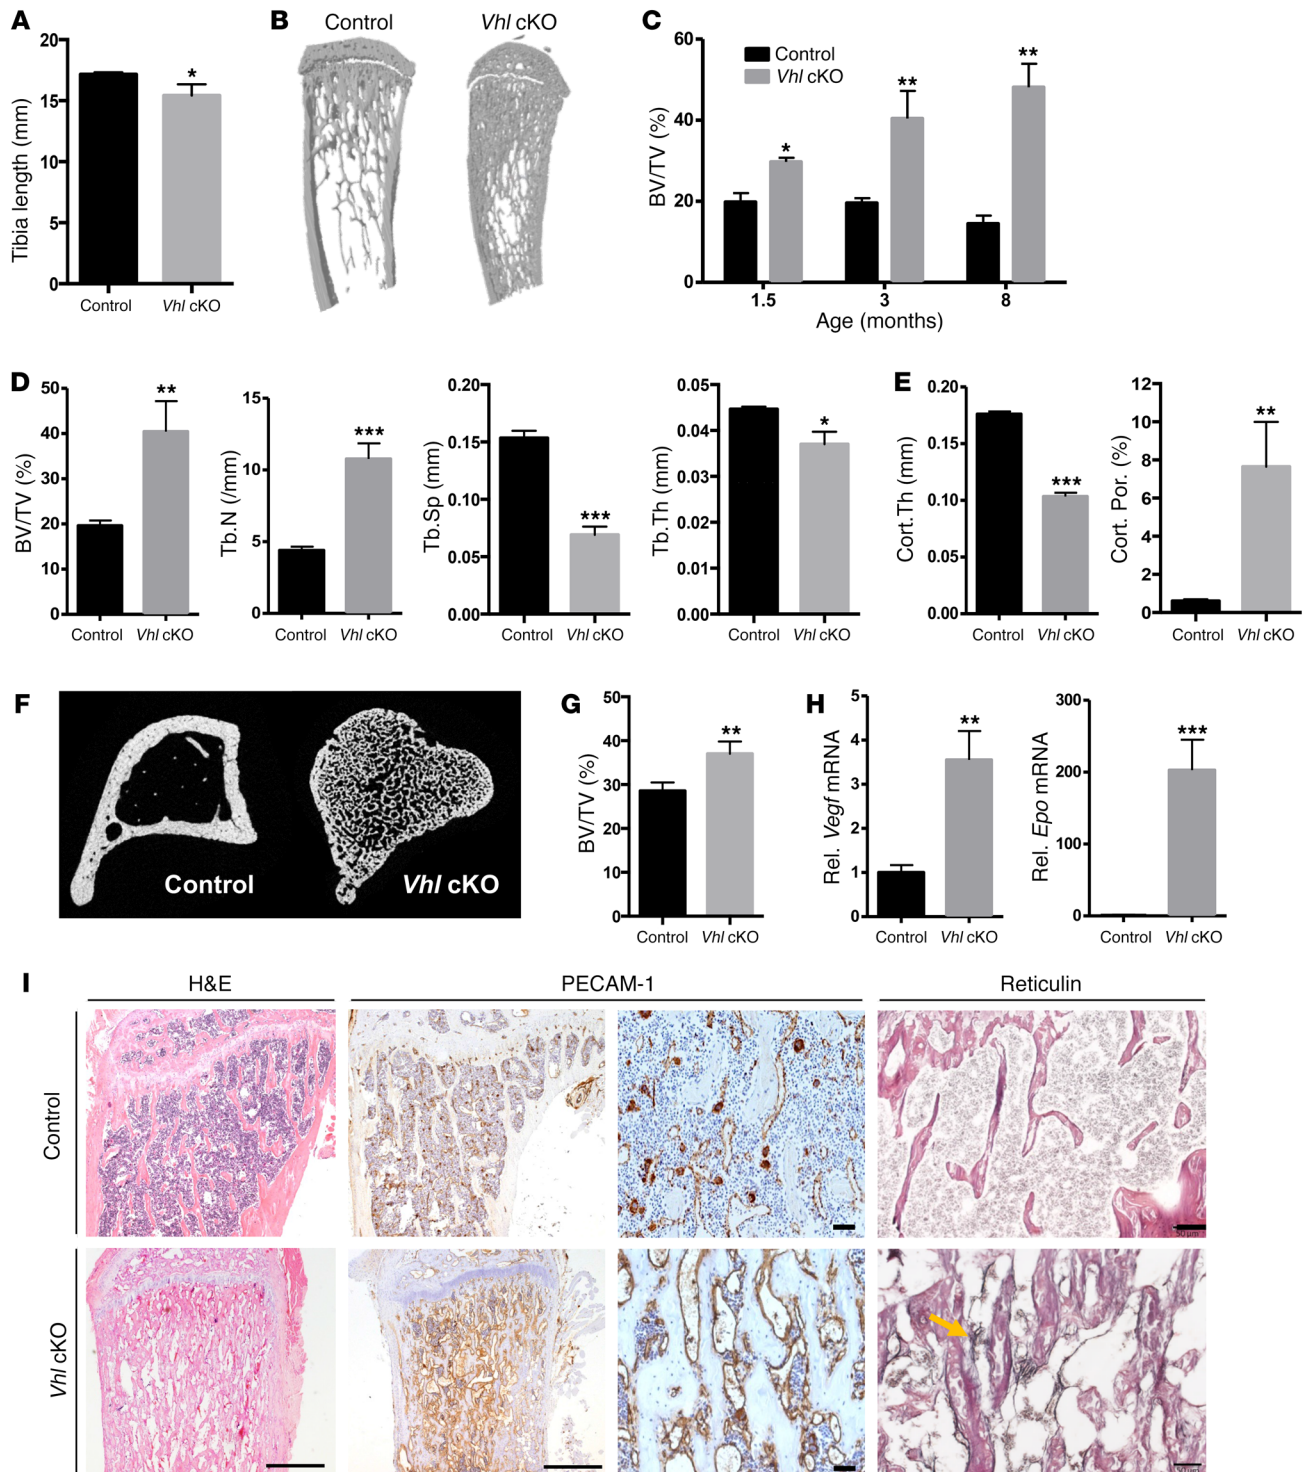 A
Tibia length (mm)
20
15
10
5
0
*
Control
Vhl cKO
B
Control
Vhl cKO
C
BV/TV (%)
60
40
20
0
Control
Vhl cKO
*
**
**
1.5
3
8
Age (months)
D
BV/TV (%)
50
40
30
20
10
0
**
Control
Vhl cKO
Tb.N (/mm)
15
10
5
0
***
Control
Vhl cKO
Tb.Sp (mm)
0.20
0.15
0.10
0.05
0.00
***
Control
Vhl cKO
Tb.Th (mm)
0.05
0.04
0.03
0.02
0.01
0.00
*
Control
Vhl cKO
E
Cort.Th (mm)
0.20
0.15
0.10
0.05
0.00
***
Control
Vhl cKO
Cort. Por. (%)
12
10
8
6
4
2
0
**
Control
Vhl cKO
F
Control
Vhl cKO
G
BV/TV (%)
50
40
30
20
10
0
**
Control
Vhl cKO
H
Rel. Vegf mRNA
5
4
3
2
1
0
**
Control
Vhl cKO
Rel. Epo mRNA
300
200
100
0
***
Control
Vhl cKO
I
H&E
PECAM-1
Reticulin
Control
50 µm
Vhl cKO